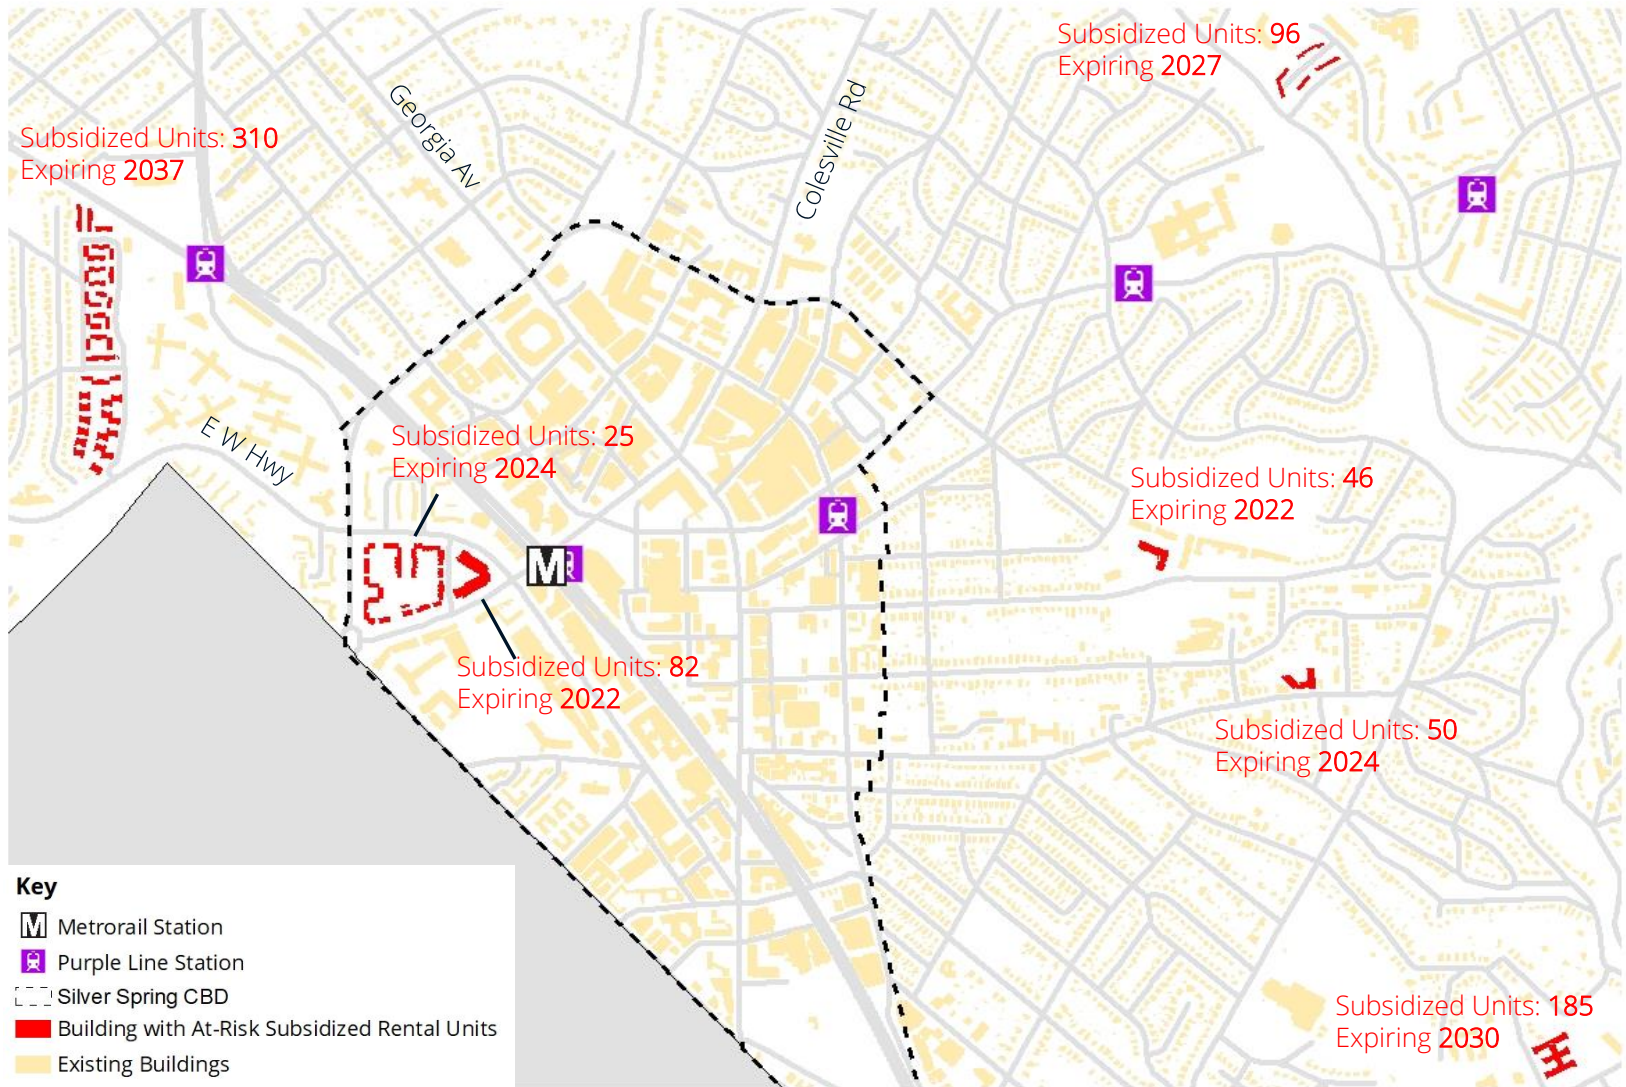 Subsidized Units: 96
Expiring 2027
Georgia Av
Colesville Rd
Subsidized Units: 310
Expiring 2037
E W Hwy
Subsidized Units: 25
Expiring 2024
Subsidized Units: 46
Expiring 2022
M
Subsidized Units: 82
Expiring 2022
Subsidized Units: 50
Expiring 2024
Key
M Metrorail Station
Purple Line Station
Silver Spring CBD
Building with At-Risk Subsidized Rental Units
Existing Buildings
Subsidized Units: 185
Expiring 2030